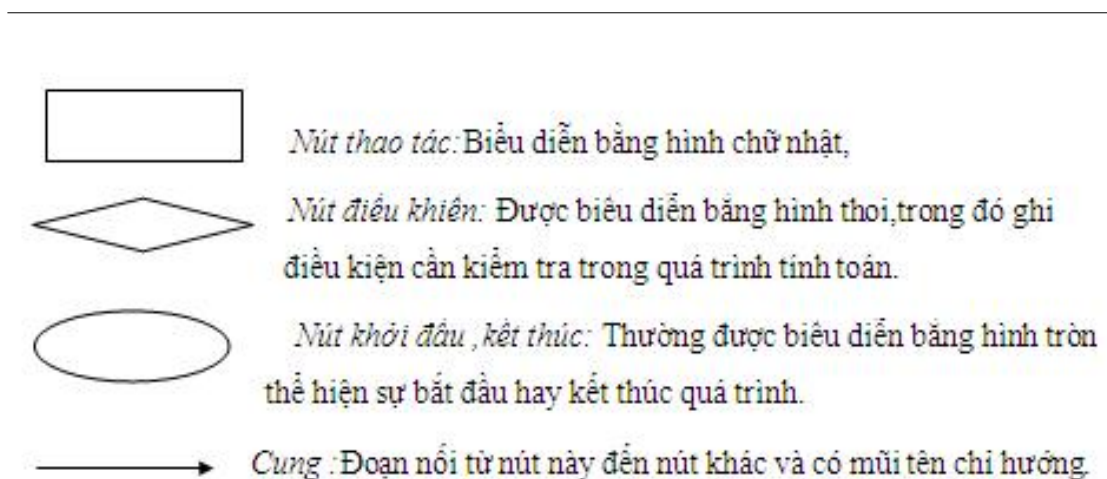 Nút thao tác:Biểu diễn bằng hình chữ nhật,
Nút điều khiển: Được biêu diễn bằng hình thoi,trong đó ghi
điều kiện cần kiểm tra trong quá trình tính toán.
Nút khởi đầu ,kết thúc: Thường được biêu diễn bằng hình tròn
thể hiện sự bắt đầu hay kết thúc quá trình.
Cung :Đoạn nối từ nút này đến nút khác và có mũi tên chỉ hướng.